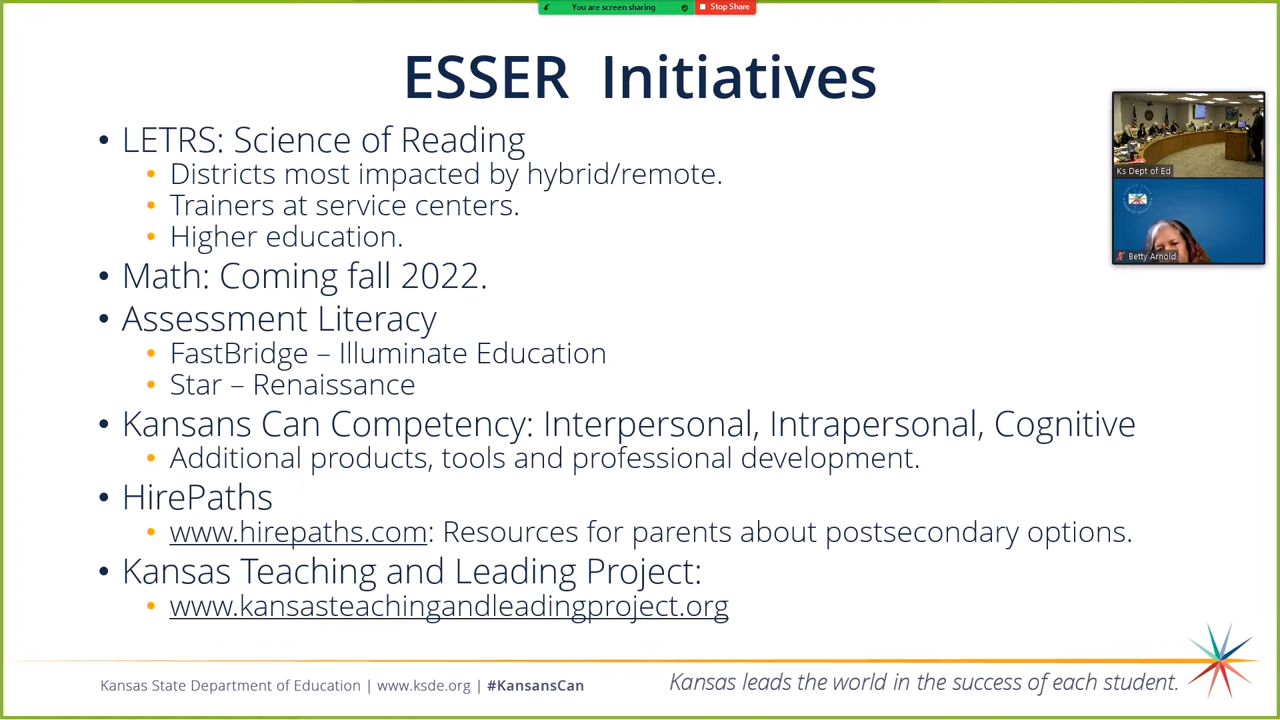 You are screen sharing
Stop Share
ESSER Initiatives
• LETRS: Science of Reading
• Districts most impacted by hybrid/remote.
• Trainers at service centers.
• Higher education.
• Math: Coming fall 2022.
• Assessment Literacy
• FastBridge – Illuminate Education
• Star – Renaissance
• Kansans Can Competency: Interpersonal, Intrapersonal, Cognitive
• Additional products, tools and professional development.
• HirePaths
• www.hirepaths.com: Resources for parents about postsecondary options.
• Kansas Teaching and Leading Project:
• www.kansasteachingandleadingproject.org
Ks Dept of Ed
Betty Arnold
Kansas State Department of Education | www.ksde.org | #KansansCan
Kansas leads the world in the success of each student.